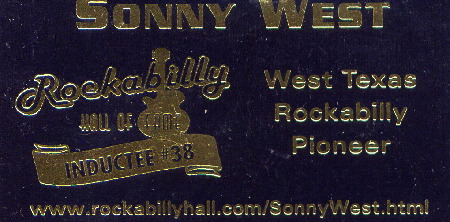 SONNY WEST
Rockabilly
HALL OF FAME
INDUCTEE #38
West Texas
Rockabilly
Pioneer
www.rockabillyhall.com/SonnyWest.html